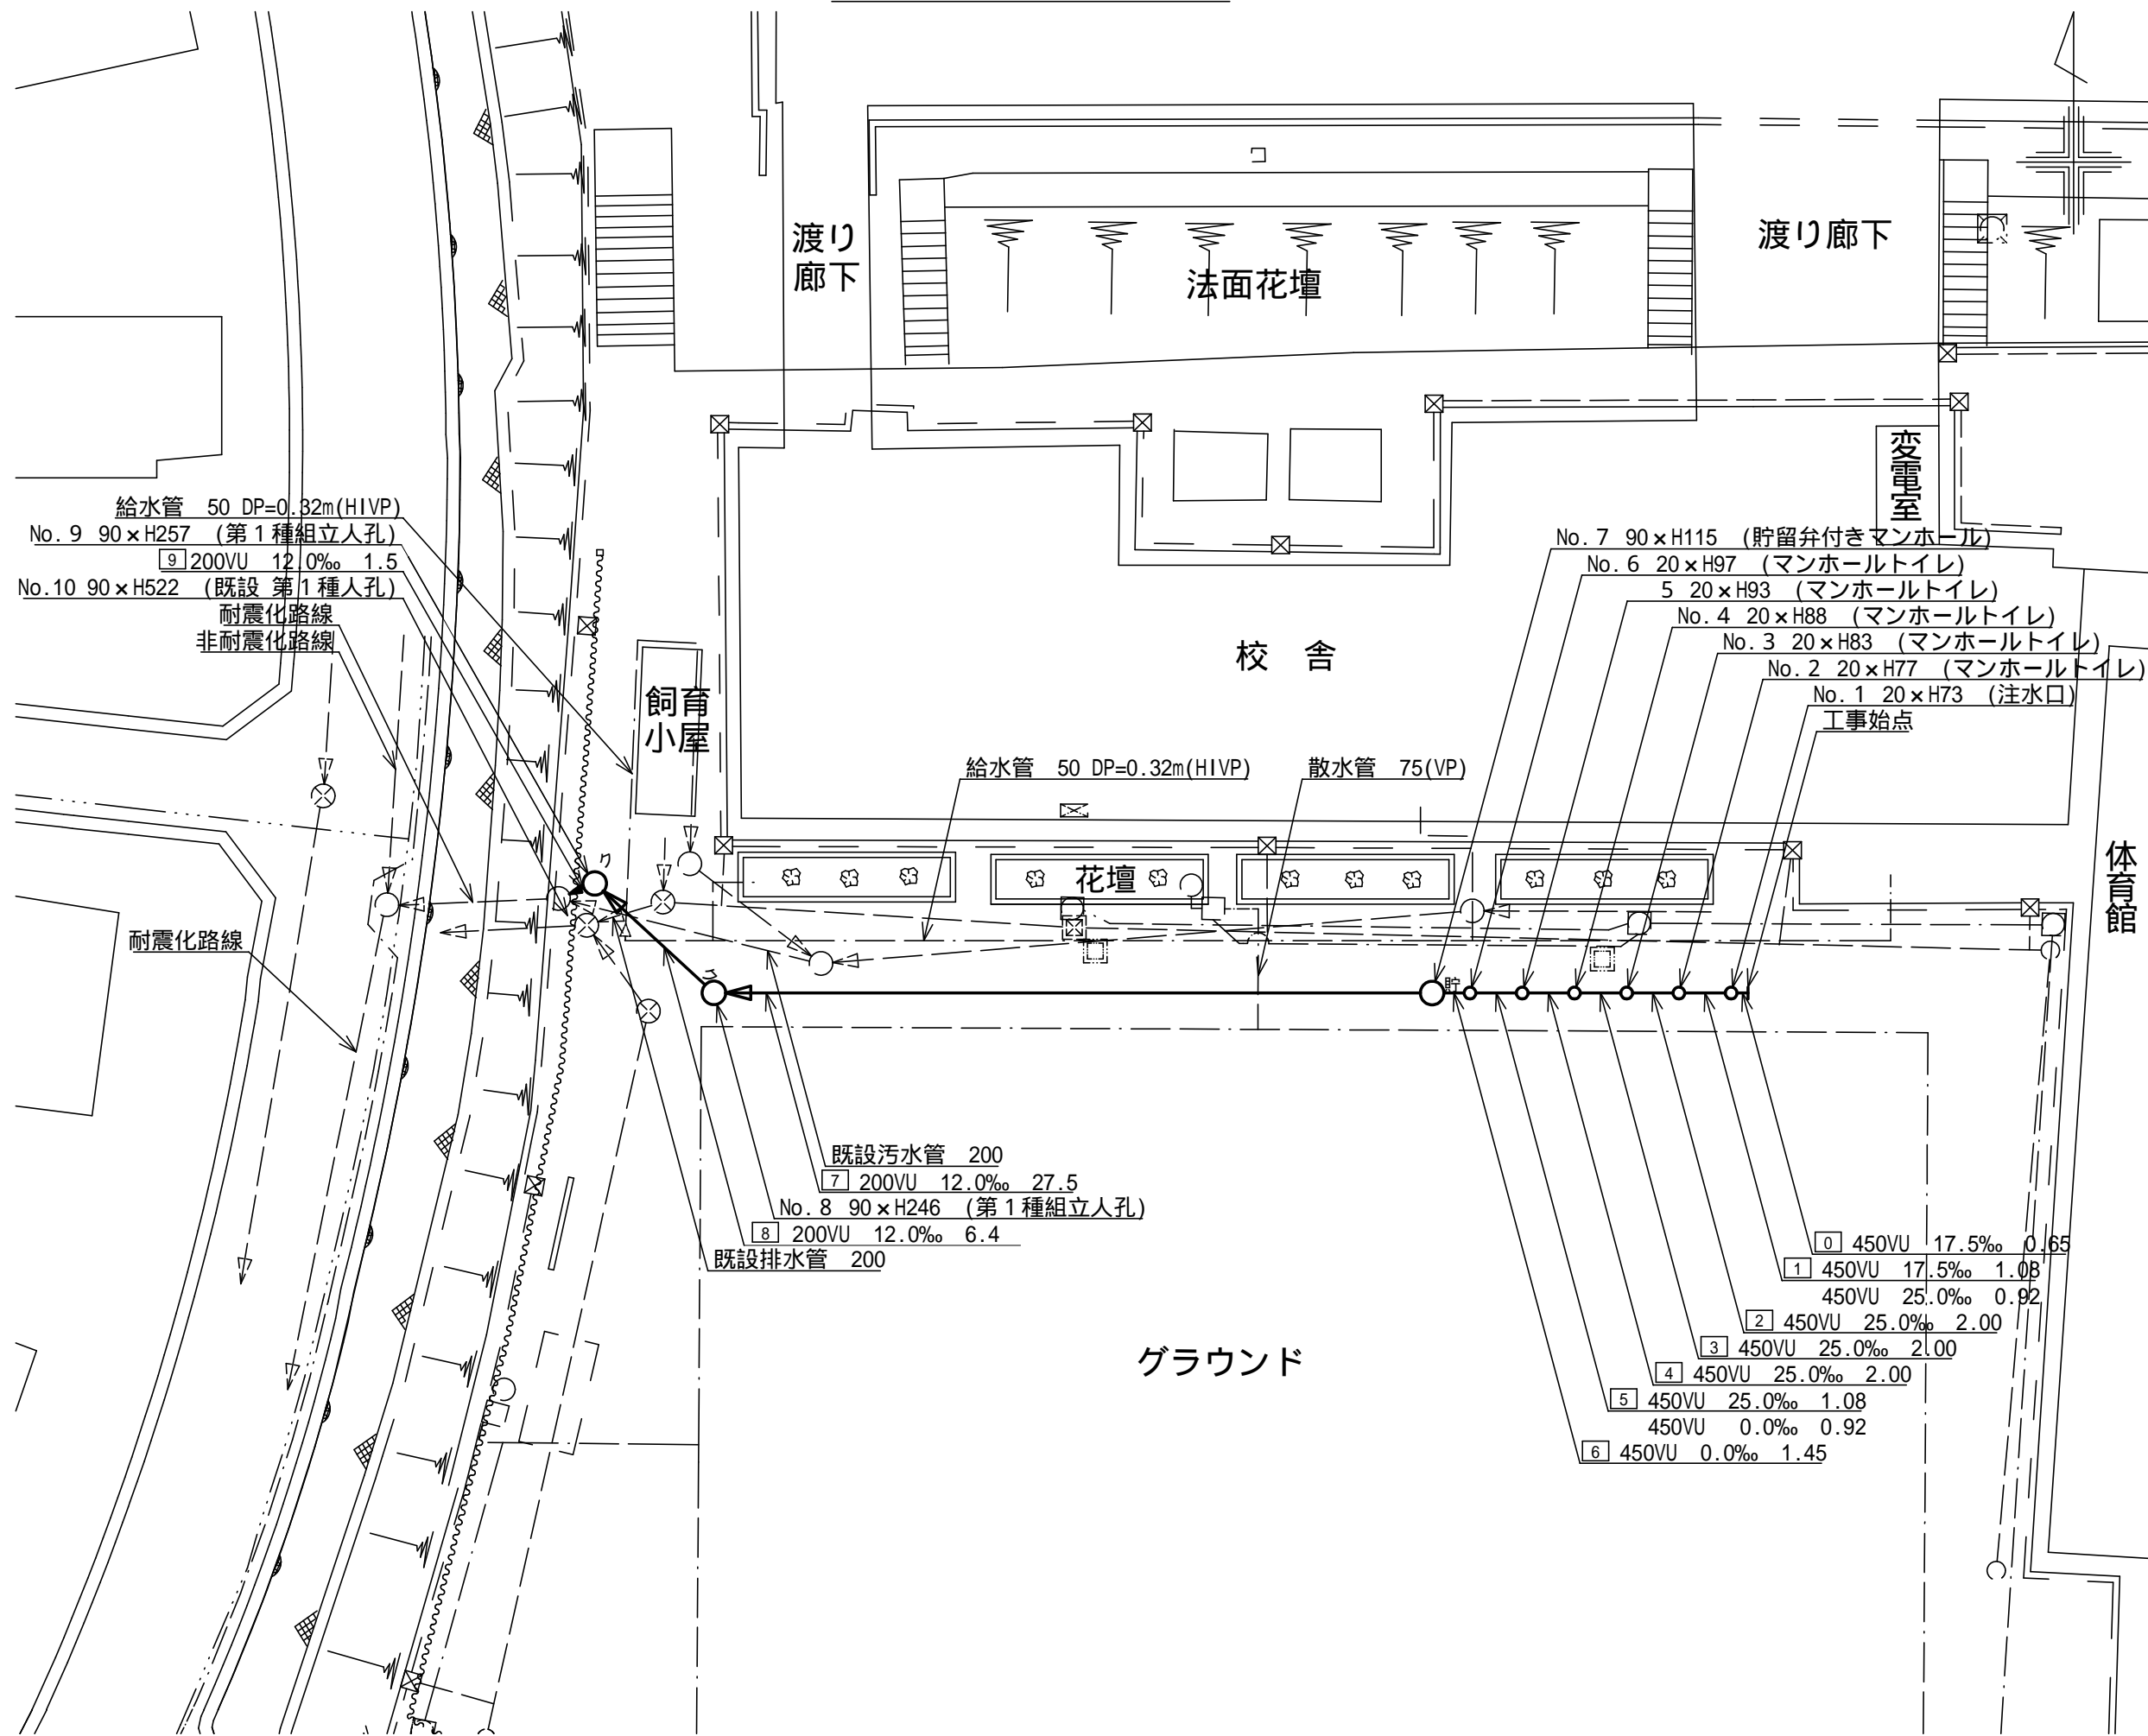 渡り
廊下
渡り廊下
法面花壇
変電室
給水管 50 DP=0.32m(HIVP)
No.9 90×H257 (第1種組立人孔)
9 200VU 12.0‰ 1.5
No.10 90×H522 (既設 第1種人孔)
耐震化路線
非耐震化路線
No.7 90×H115 (貯留弁付きマンホール)
No.6 20×H97 (マンホールトイレ)
5 20×H93 (マンホールトイレ)
No.4 20×H88 (マンホールトイレ)
No.3 20×H83 (マンホールトイレ)
No.2 20×H77 (マンホールトイレ)
No.1 20×H73 (注水口)
工事始点
校 舎
飼育
小屋
給水管 50 DP=0.32m(HIVP)
散水管 75(VP)
体育館
花壇
ク
耐震化路線
ク
貯
既設汚水管 200
7 200VU 12.0‰ 27.5
No.8 90×H246 (第1種組立人孔)
8 200VU 12.0‰ 6.4
既設排水管 200
0 450VU 17.5‰ 0.65
1 450VU 17.5‰ 1.08
450VU 25.0‰ 0.92
2 450VU 25.0‰ 2.00
3 450VU 25.0‰ 2.00
4 450VU 25.0‰ 2.00
5 450VU 25.0‰ 1.08
450VU 0.0‰ 0.92
6 450VU 0.0‰ 1.45
グラウンド